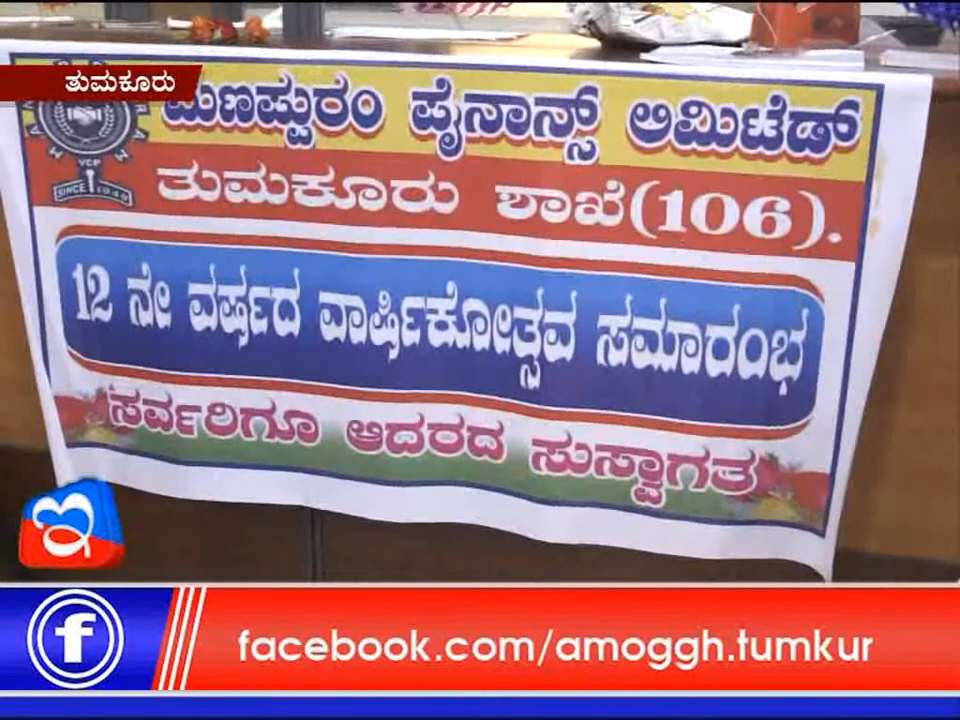 ತುಮಕೂರು
ಮಣಪ್ಪುರಂ ಫೈನಾನ್ಸ್ ಲಿಮಿಟೆಡ್
VCP
SINCE 1949
ತುಮಕೂರು ಶಾಖೆ(106).
12 ನೇ ವರ್ಷದ ವಾರ್ಷಿಕೋತ್ಸವ ಸಮಾರಂಭ
ಸರ್ವರಿಗೂ ಆದರದ ಸುಸ್ವಾಗತ
ಇ
facebook.com/amoggh.tumkur